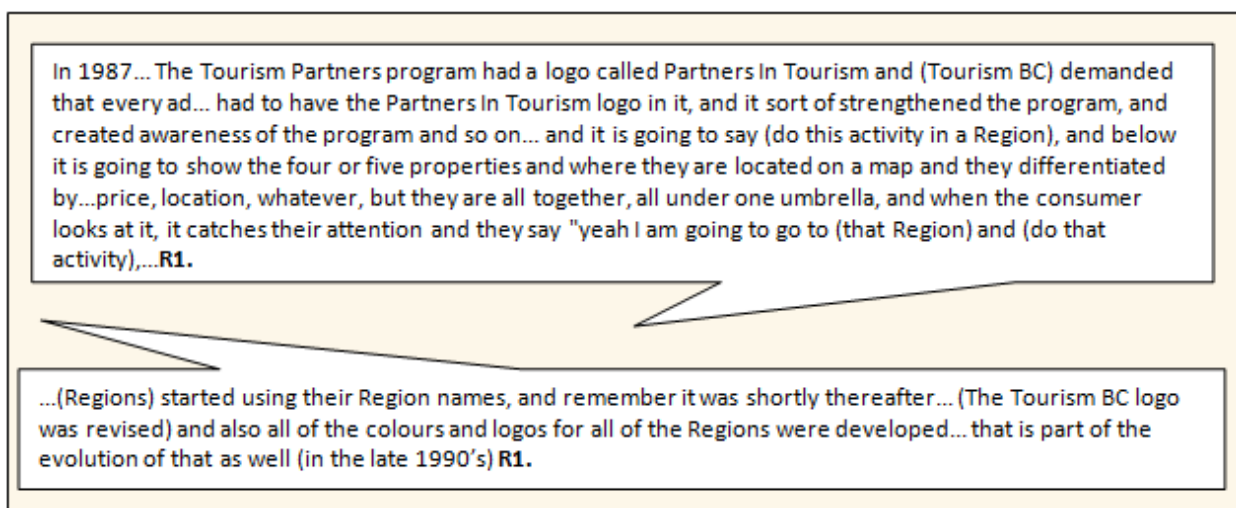 In 1987... The Tourism Partners program had a logo called Partners In Tourism and (Tourism BC) demanded
that every ad... had to have the Partners In Tourism logo in it, and it sort of strengthened the program, and
created awareness of the program and so on... and it is going to say (do this activity in a Region), and below
it is going to show the four or five properties and where they are located on a map and they differentiated
by...price, location, whatever, but they are all together, all under one umbrella, and when the consumer
looks at it, it catches their attention and they say "yeah I am going to go to (that Region) and (do that
activity),...R1.
...(Regions) started using their Region names, and remember it was shortly thereafter... (The Tourism BC logo
was revised) and also all of the colours and logos for all of the Regions were developed... that is part of the
evolution of that as well (in the late 1990's) R1.